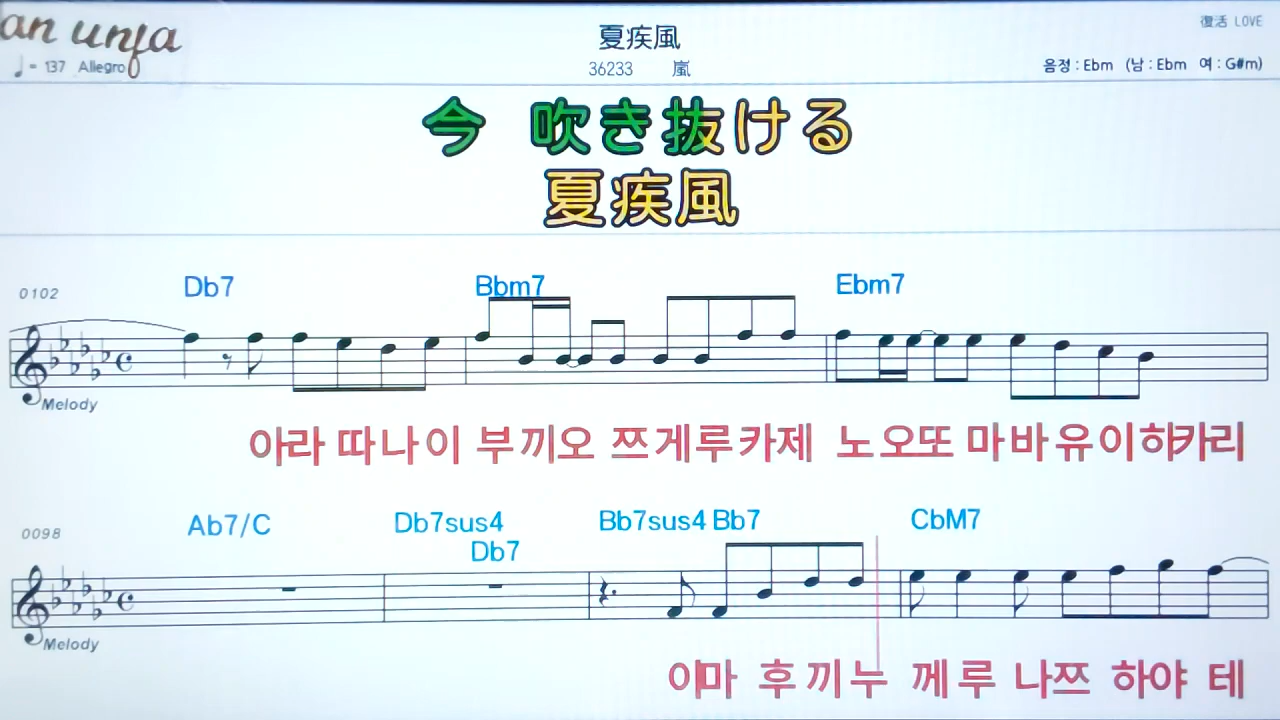 夏疾風
復活 LOVE
♩= 137 Allegro
36233 嵐
음정 : Ebm (남 : Ebm 여 : G#m)
今 吹き抜ける
夏疾風
0102 Db7 Bbm7 Ebm7
Melody
아라 따나이 부끼오 쯔게루카제 노오또 마바유이히카리
0098 Ab7/C Db7sus4 Bb7sus4 Bb7 CbM7
Db7
Melody
이마 후끼누 께루 나쯔 하야 테